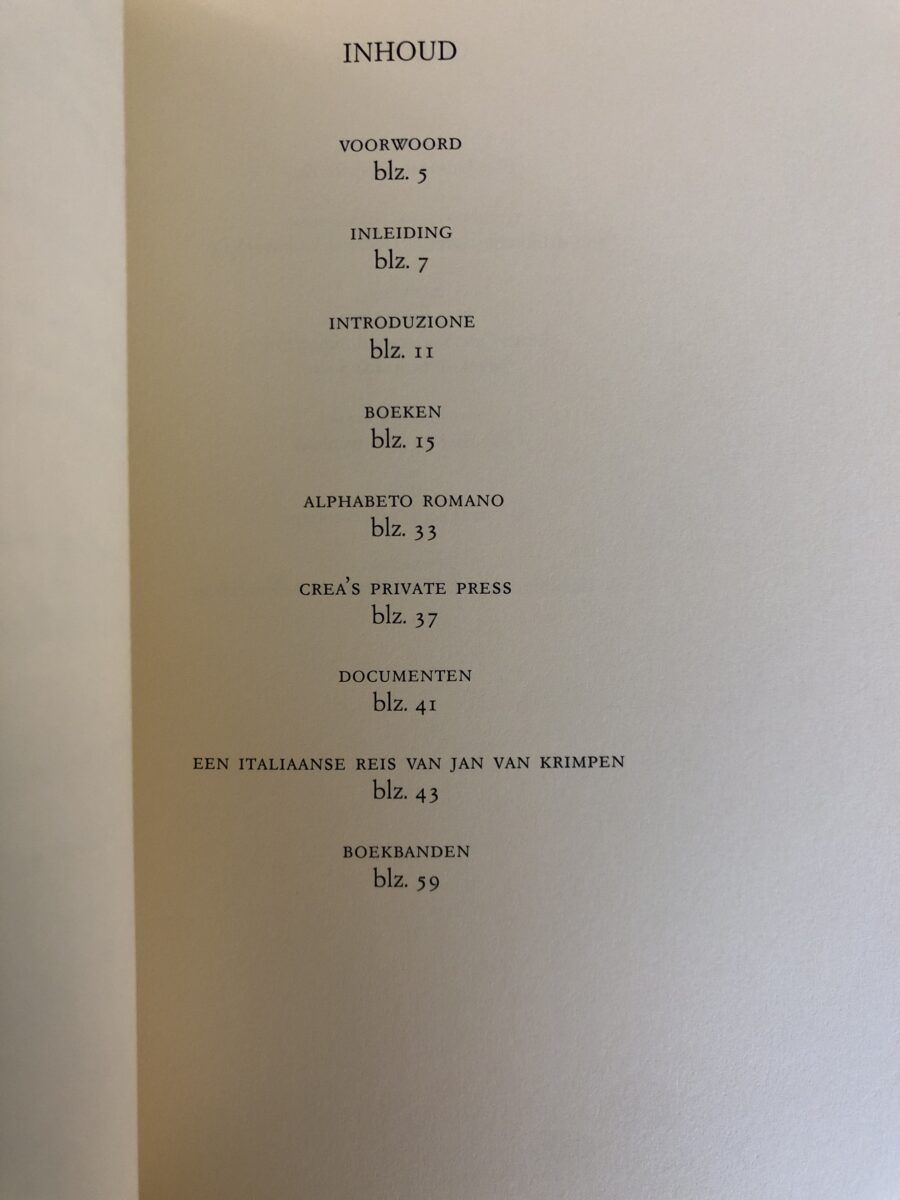 INHOUD
VOORWOORD
blz. 5
INLEIDING
blz. 7
INTRODUZIONE
blz. 11
BOEKEN
blz. 15
ALPHABETO ROMANO
blz. 33
CREA'S PRIVATE PRESS
blz. 37
DOCUMENTEN
blz. 41
EEN ITALIAANSE REIS VAN JAN VAN KRIMPEN
blz. 43
BOEKBANDEN
blz. 59